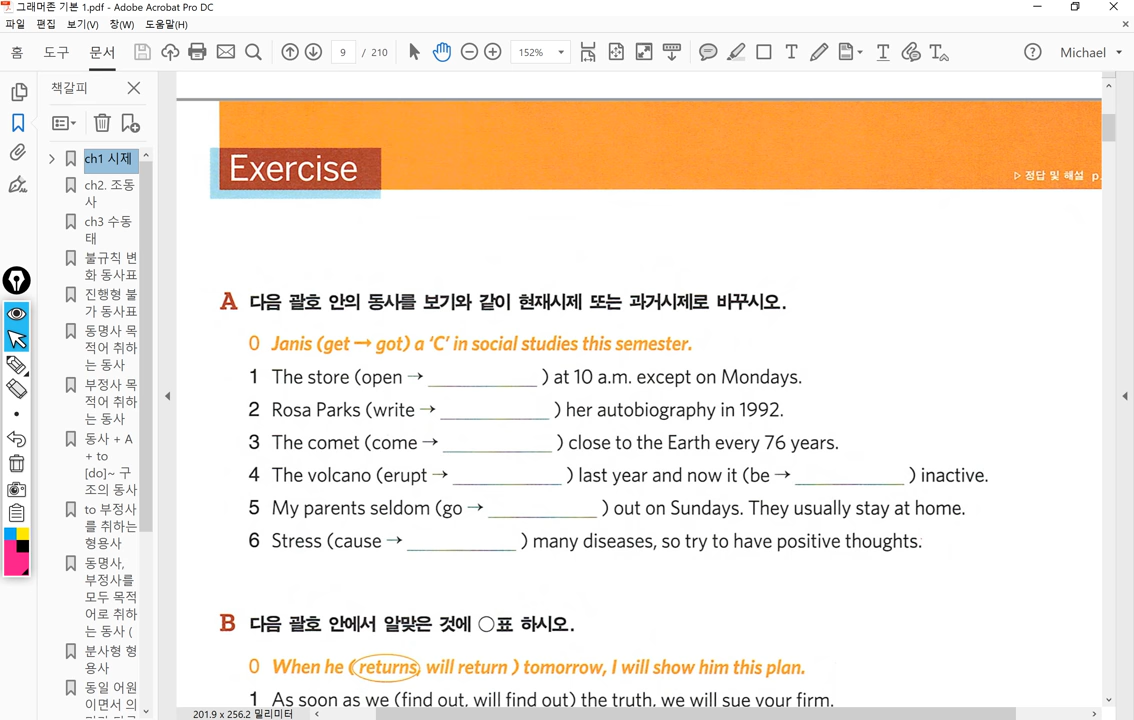 그래머존 기본 1.pdf - Adobe Acrobat Pro DC
파일 편집 보기(V) 창(W) 도움말(H)
홈 도구 문서 9 / 210 152% Michael
책갈피
ch1 시제
ch2. 조동
사
ch3 수동
태
불규칙 변
화 동사표
진행형 불
가 동사표
동명사 목
적어 취하
는 동사
부정사 목
적어 취하
는 동사
동사 + A
+ to
[do]~ 구
조의 동사
to 부정사
를 취하는
형용사
동명사,
부정사를
모두 목적
어로 취하
는 동사 (
분사형 형
용사
동일 어원
이면서 의
Exercise
▷ 정답 및 해설 p.
A 다음 괄호 안의 동사를 보기와 같이 현재시제 또는 과거시제로 바꾸시오.
0 Janis (get → got) a ‘C’ in social studies this semester.
1 The store (open → __________ ) at 10 a.m. except on Mondays.
2 Rosa Parks (write → __________ ) her autobiography in 1992.
3 The comet (come → __________ ) close to the Earth every 76 years.
4 The volcano (erupt → __________ ) last year and now it (be → __________ ) inactive.
5 My parents seldom (go → __________ ) out on Sundays. They usually stay at home.
6 Stress (cause → __________ ) many diseases, so try to have positive thoughts.
B 다음 괄호 안에서 알맞은 것에 ○표 하시오.
0 When he ( returns, will return ) tomorrow, I will show him this plan.
1 As soon as we (find out, will find out) the truth, we will sue your firm.
201.9 x 256.2 밀리미터